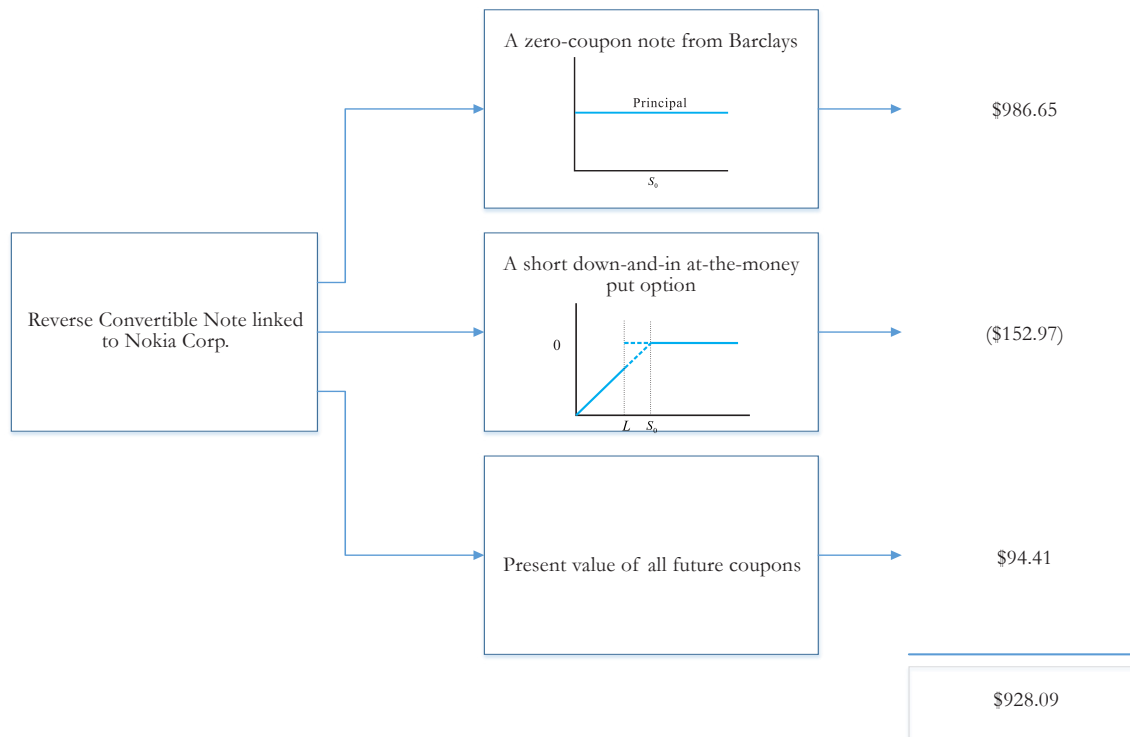 Reverse Convertible Note linked
to Nokia Corp.
A zero-coupon note from Barclays
Principal
S₀
$986.65
A short down-and-in at-the-money
put option
0
L S₀
($152.97)
Present value of all future coupons
$94.41
$928.09